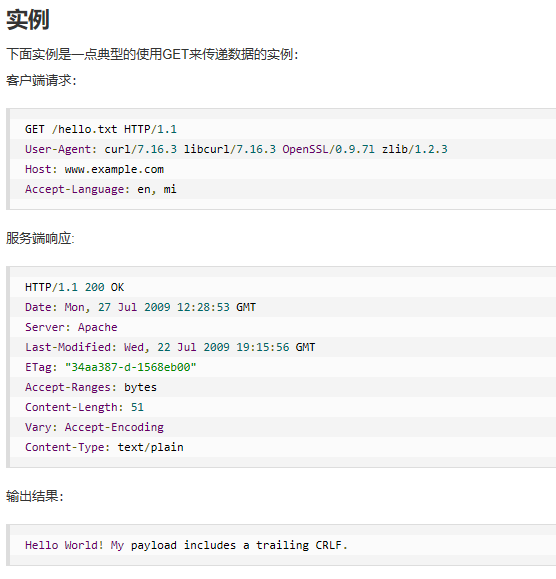 实例
下面实例是一点典型的使用GET来传递数据的实例：
客户端请求：
GET /hello.txt HTTP/1.1
User-Agent: curl/7.16.3 libcurl/7.16.3 OpenSSL/0.9.7l zlib/1.2.3
Host: www.example.com
Accept-Language: en, mi
服务端响应:
HTTP/1.1 200 OK
Date: Mon, 27 Jul 2009 12:28:53 GMT
Server: Apache
Last-Modified: Wed, 22 Jul 2009 19:15:56 GMT
ETag: "34aa387-d-1568eb00"
Accept-Ranges: bytes
Content-Length: 51
Vary: Accept-Encoding
Content-Type: text/plain
输出结果：
Hello World! My payload includes a trailing CRLF.